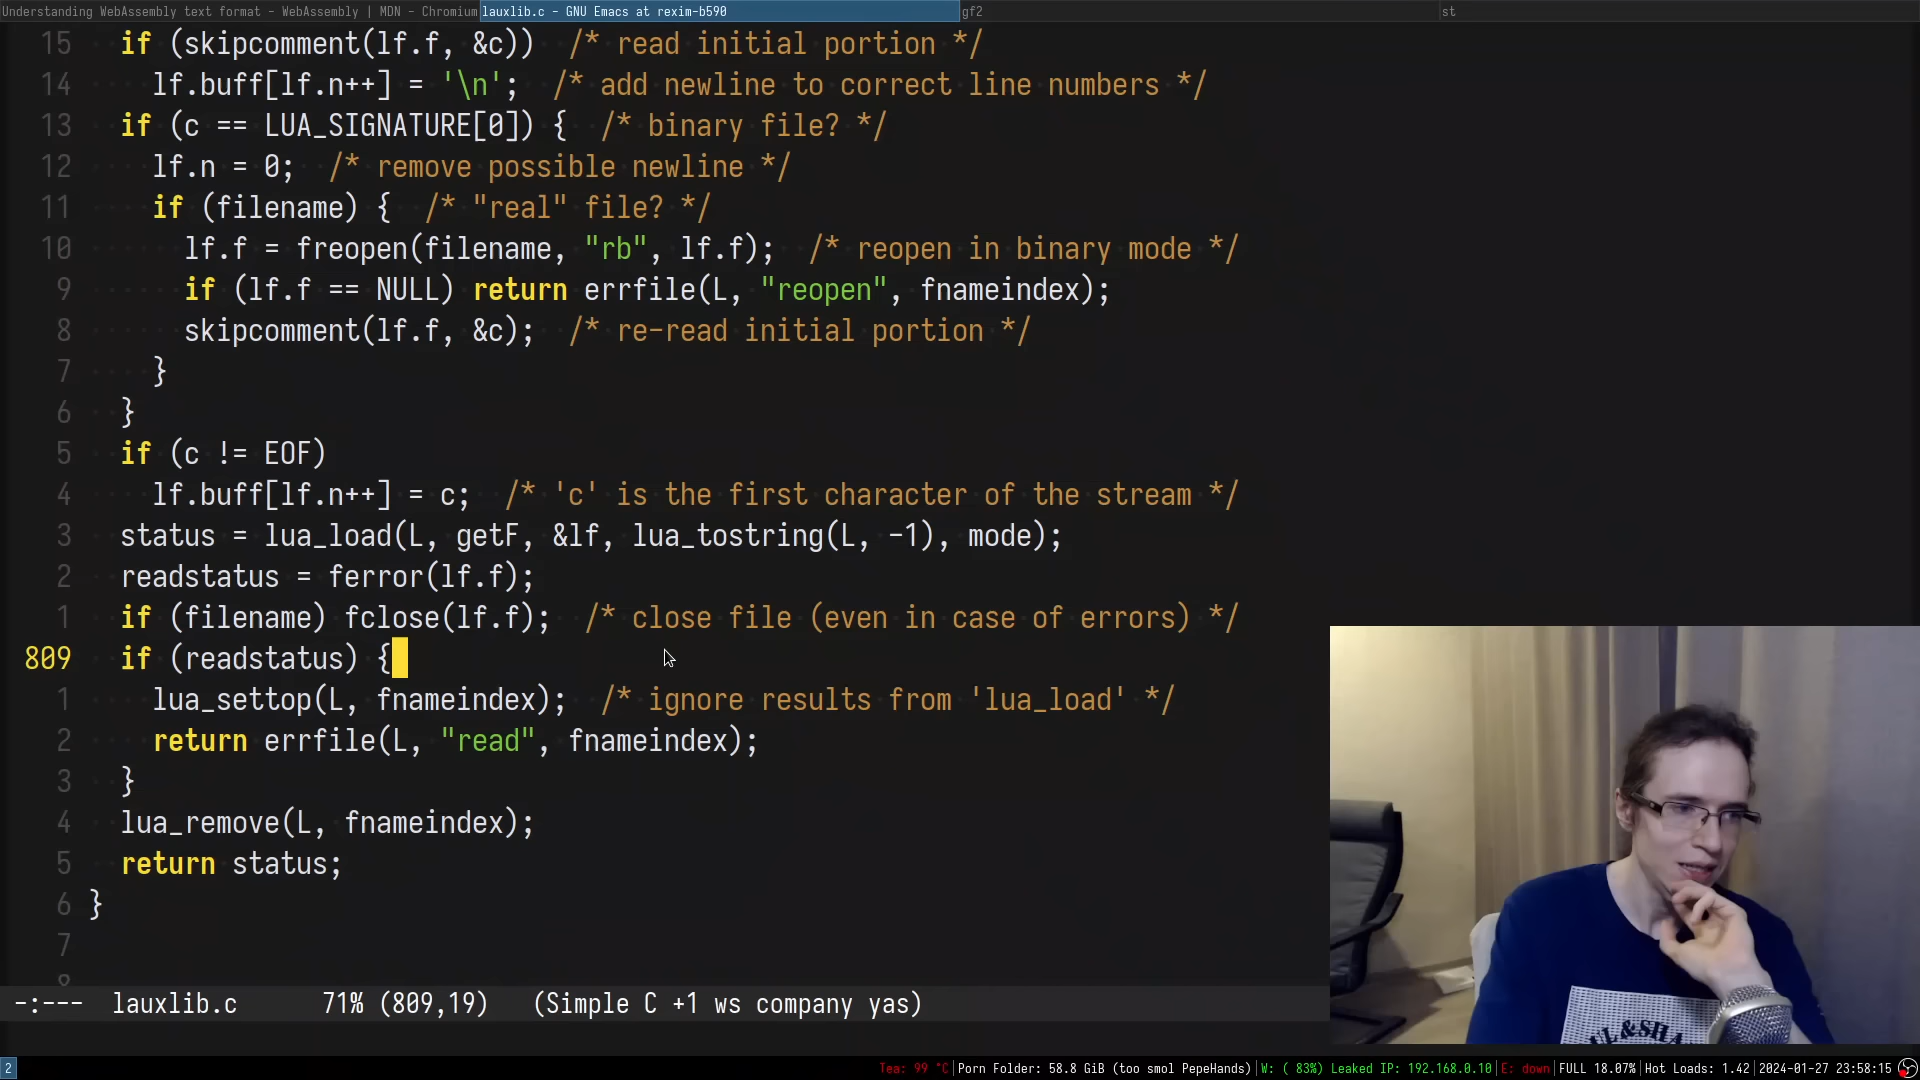 Understanding WebAssembly text format - WebAssembly | MDN - Chromium lauxlib.c - GNU Emacs at rexim-b590 gf2 st
15 if (skipcomment(lf.f, &c)) /* read initial portion */
14 lf.buff[lf.n++] = '\n'; /* add newline to correct line numbers */
13 if (c == LUA_SIGNATURE[0]) { /* binary file? */
12 lf.n = 0; /* remove possible newline */
11 if (filename) { /* "real" file? */
10 lf.f = freopen(filename, "rb", lf.f); /* reopen in binary mode */
9 if (lf.f == NULL) return errfile(L, "reopen", fnameindex);
8 skipcomment(lf.f, &c); /* re-read initial portion */
7 }
6 }
5 if (c != EOF)
4 lf.buff[lf.n++] = c; /* 'c' is the first character of the stream */
3 status = lua_load(L, getF, &lf, lua_tostring(L, -1), mode);
2 readstatus = ferror(lf.f);
1 if (filename) fclose(lf.f); /* close file (even in case of errors) */
809 if (readstatus) {
1 lua_settop(L, fnameindex); /* ignore results from 'lua_load' */
2 return errfile(L, "read", fnameindex);
3 }
4 lua_remove(L, fnameindex);
5 return status;
6 }
7
8
-:--- lauxlib.c 71% (809,19) (Simple C +1 ws company yas)
2 Tea: 99 °C|Porn Folder: 58.8 GiB (too smol PepeHands)|W: ( 83%) Leaked IP: 192.168.0.10|E: down|FULL 18.07%|Hot Loads: 1.42|2024-01-27 23:58:15